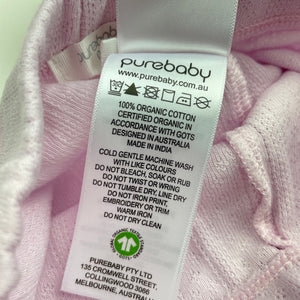 purebaby
purebaby
www.purebaby.com.au
100% ORGANIC COTTON
CERTIFIED ORGANIC IN
ACCORDANCE WITH GOTS
DESIGNED IN AUSTRALIA
MADE IN INDIA
COLD GENTLE MACHINE WASH
WITH LIKE COLOURS
DO NOT BLEACH, SOAK OR RUB
DO NOT TWIST OR WRING
DO NOT TUMBLE DRY, LINE DRY
DO NOT IRON PRINT,
EMBROIDERY OR TRIM
WARM IRON
DO NOT DRY CLEAN
PUREBABY PTY LTD
135 CROMWELL STREET,
COLLINGWOOD 3066
MELBOURNE, AUSTRALIA